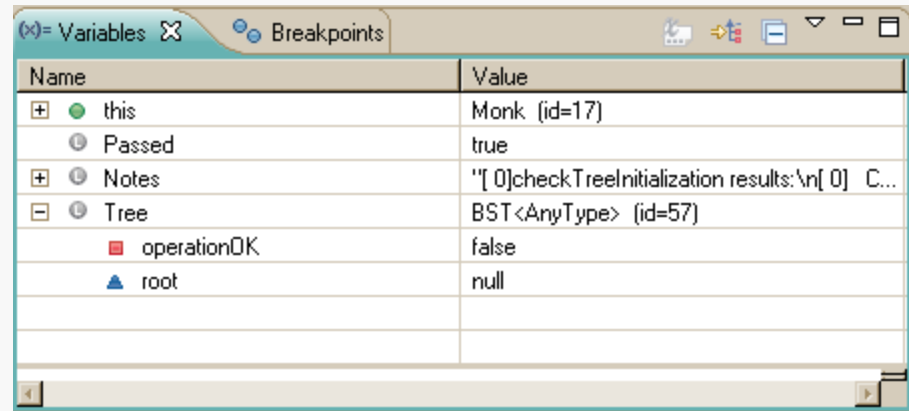 (x)= Variables Breakpoints
Name Value
this Monk (id=17)
L Passed true
L Notes "[ 0]checkTreeInitialization results:\n[ 0] C...
L Tree BST<AnyType> (id=57)
operationOK false
root null